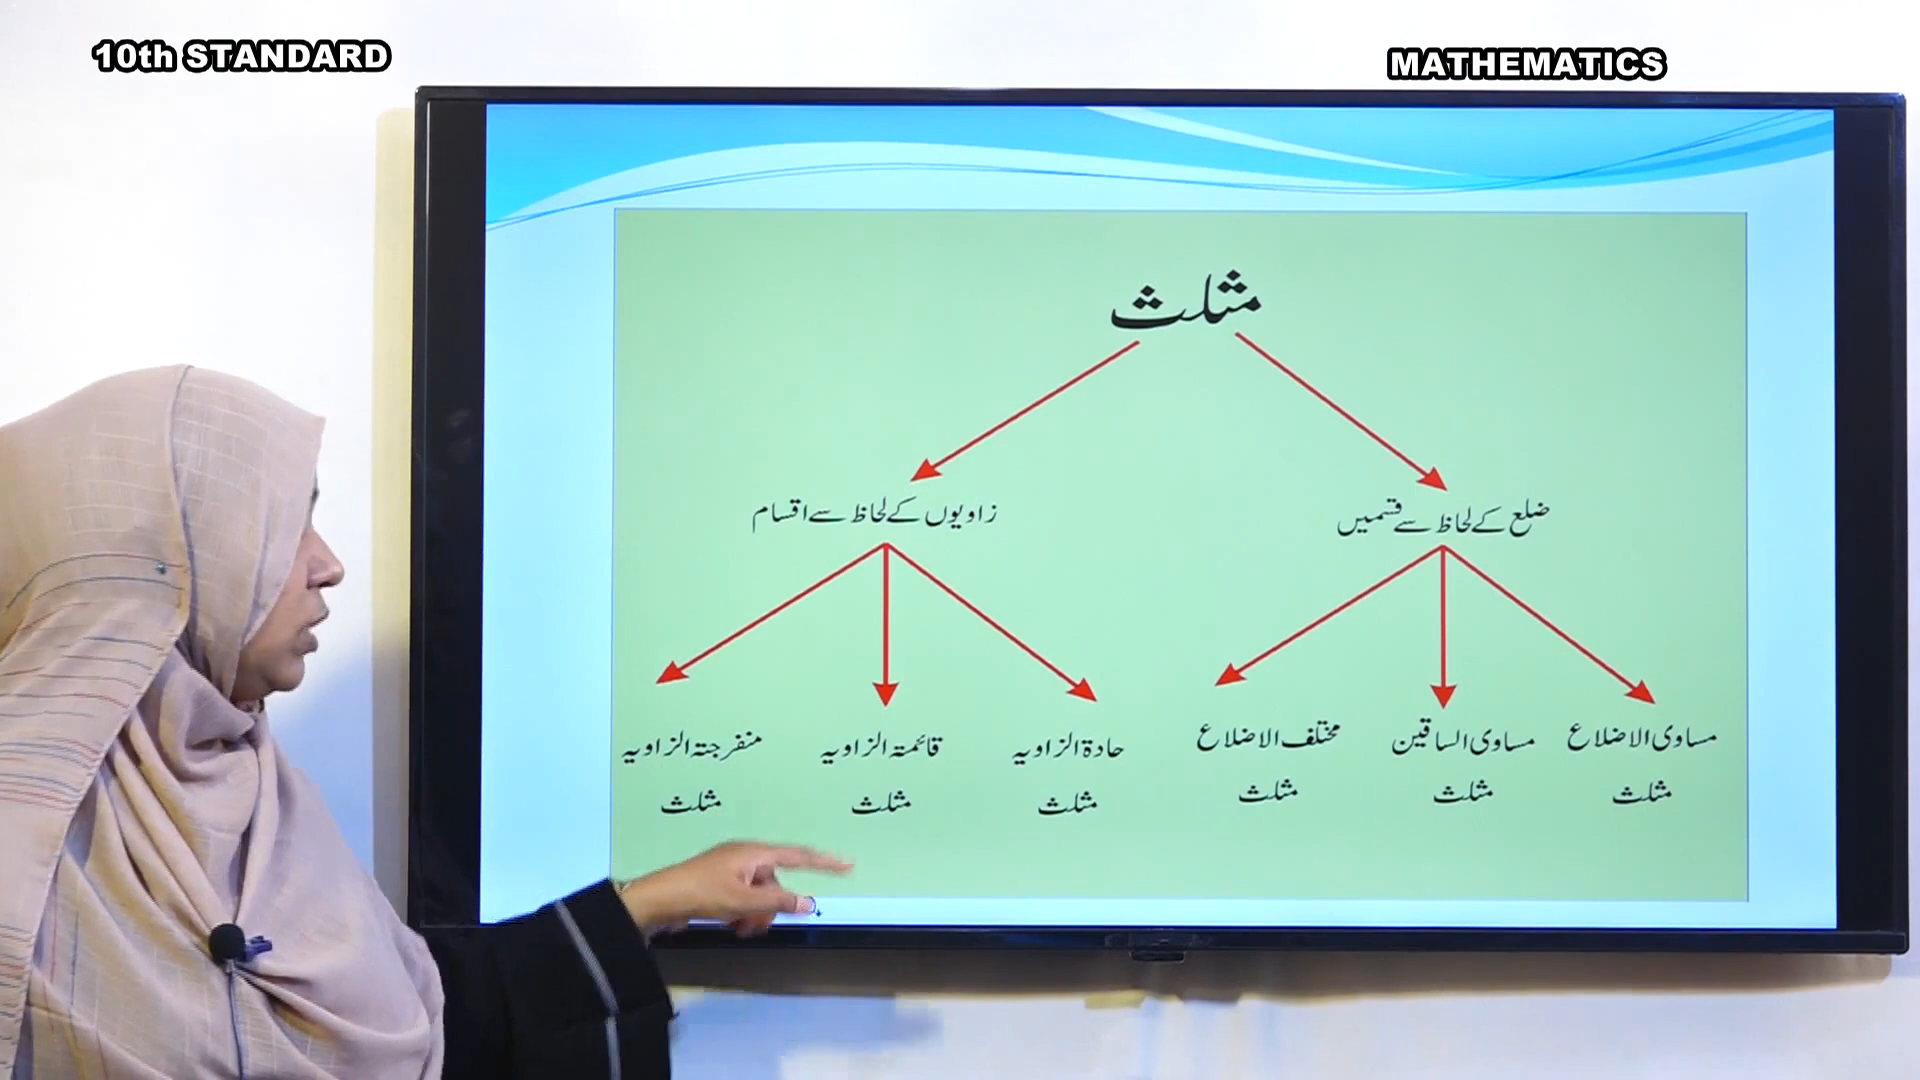 10th STANDARD
MATHEMATICS
مثلث
ضلع کے لحاظ سے قسمیں
زاویوں کے لحاظ سے اقسام
مساوی الاضلاع
مثلث
مساوی الساقین
مثلث
مختلف الاضلاع
مثلث
حادۃ الزاویہ
مثلث
قائمتہ الزاویہ
مثلث
منفرجتہ الزاویہ
مثلث